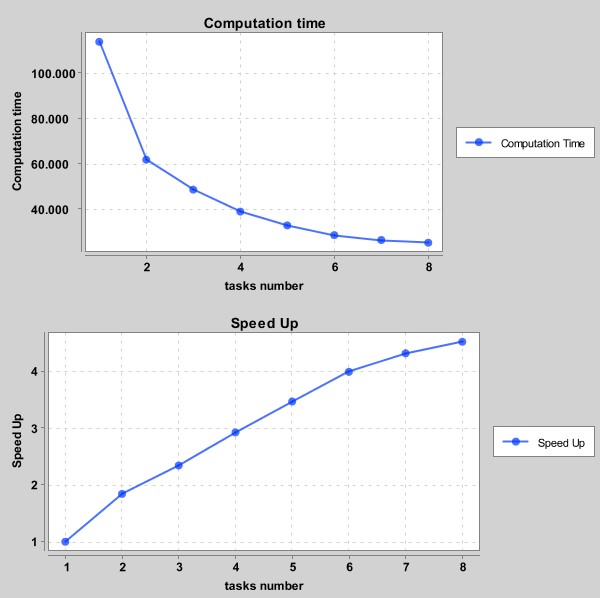 Computation time
Computation time
100.000
80.000
60.000
40.000
2 4 6 8
tasks number
Computation Time
Speed Up
Speed Up
4
3
2
1
1 2 3 4 5 6 7 8
tasks number
Speed Up